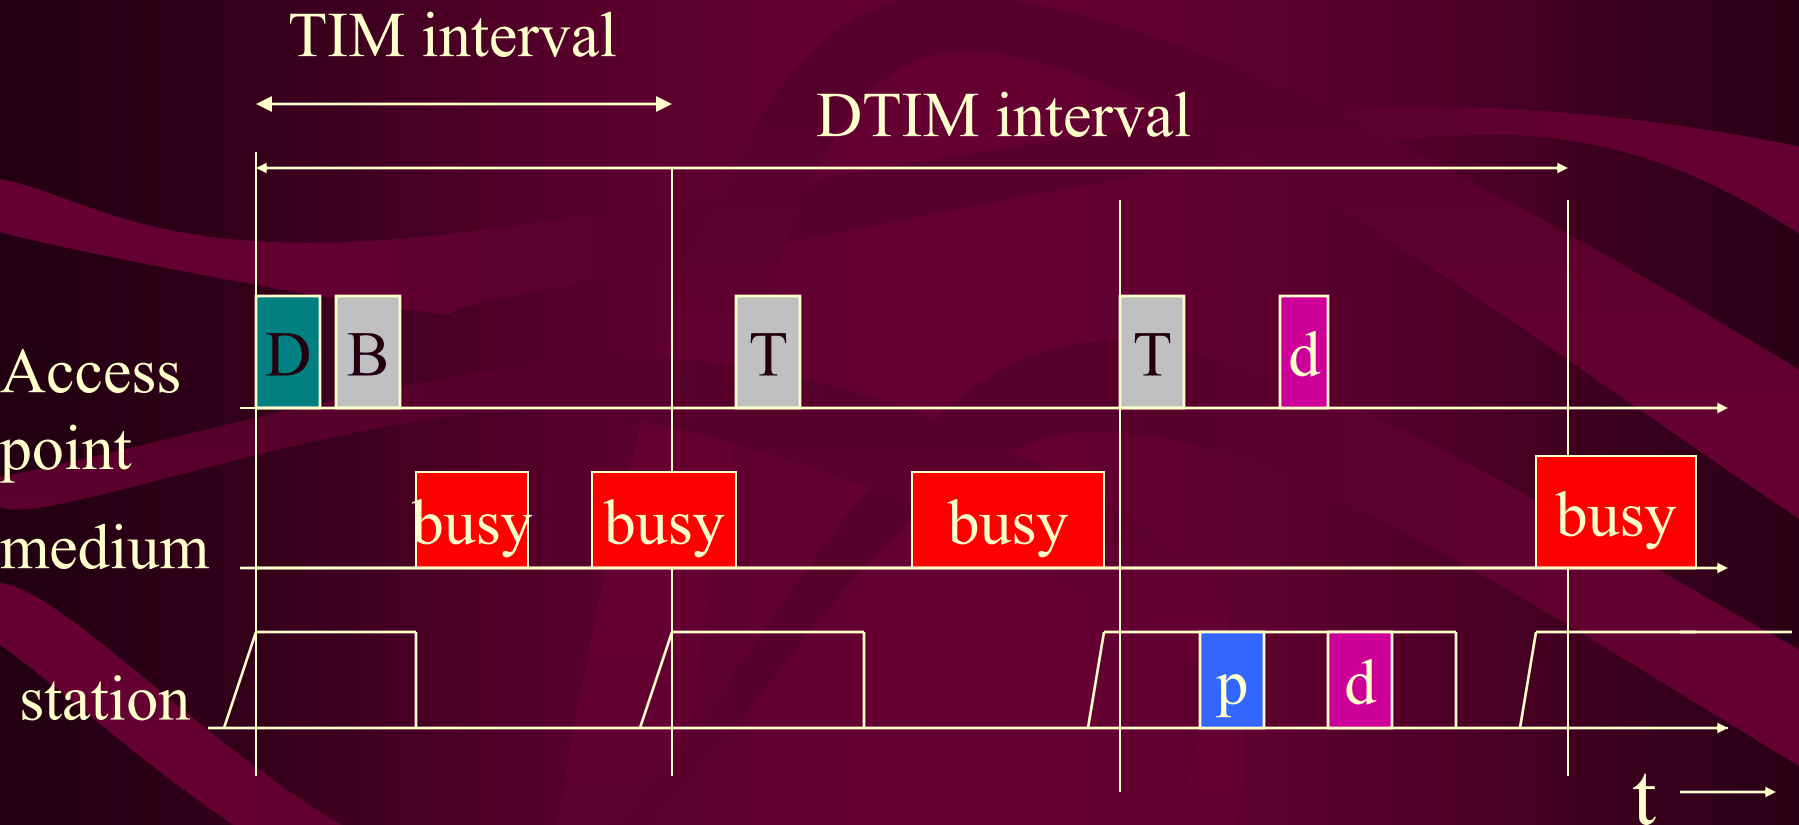 TIM interval
DTIM interval
D B T T d
Access
point
busy busy busy busy
medium
p d
station
t